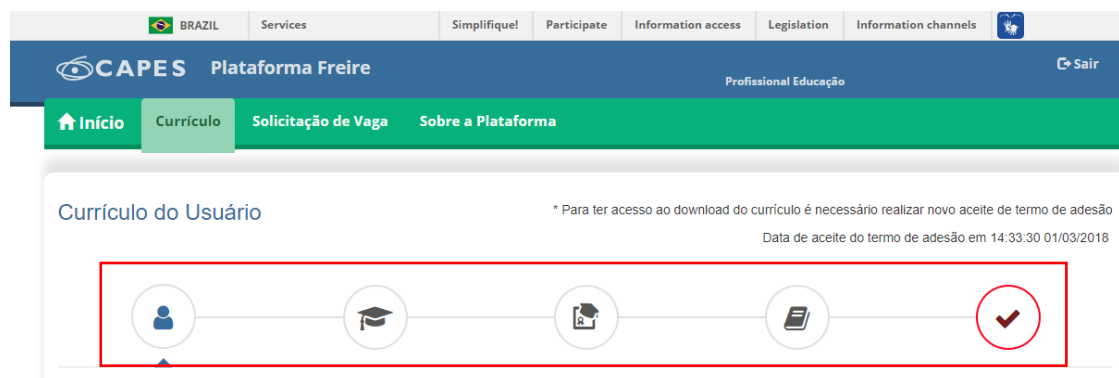 BRAZIL Services Simplifique! Participate Information access Legislation Information channels
CAPES Plataforma Freire Profissional Educação Sair
Início Currículo Solicitação de Vaga Sobre a Plataforma
Currículo do Usuário * Para ter acesso ao download do currículo é necessário realizar novo aceite de termo de adesão
Data de aceite do termo de adesão em 14:33:30 01/03/2018